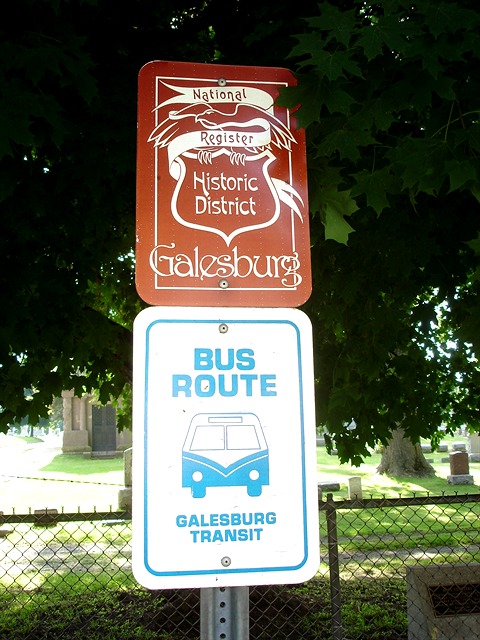 National
Register
Historic
District
Galesburg
BUS
ROUTE
GALESBURG
TRANSIT